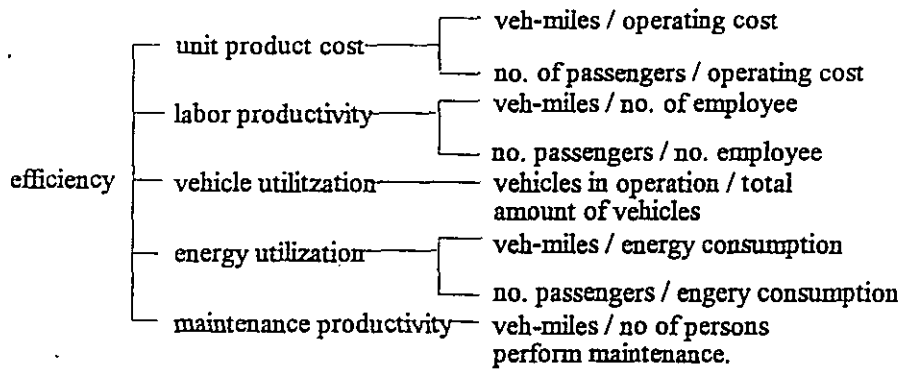 veh-miles / operating cost
unit product cost
no. of passengers / operating cost
veh-miles / no. of employee
labor productivity
no. passengers / no. employee
efficiency
vehicle utilitzation
vehicles in operation / total
amount of vehicles
veh-miles / energy consumption
energy utilization
no. passengers / engery consumption
maintenance productivity
veh-miles / no of persons
perform maintenance.